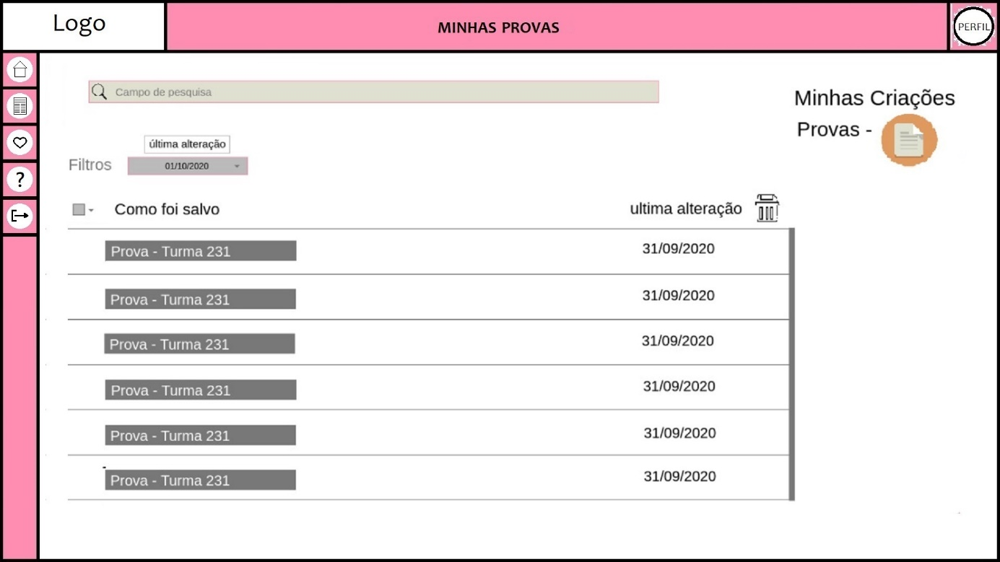 Logo
MINHAS PROVAS
PERFIL
Campo de pesquisa
Minhas Criações
Provas -
última alteração
Filtros
01/10/2020
?
Como foi salvo
ultima alteração
Prova - Turma 231
31/09/2020
Prova - Turma 231
31/09/2020
Prova - Turma 231
31/09/2020
Prova - Turma 231
31/09/2020
Prova - Turma 231
31/09/2020
Prova - Turma 231
31/09/2020